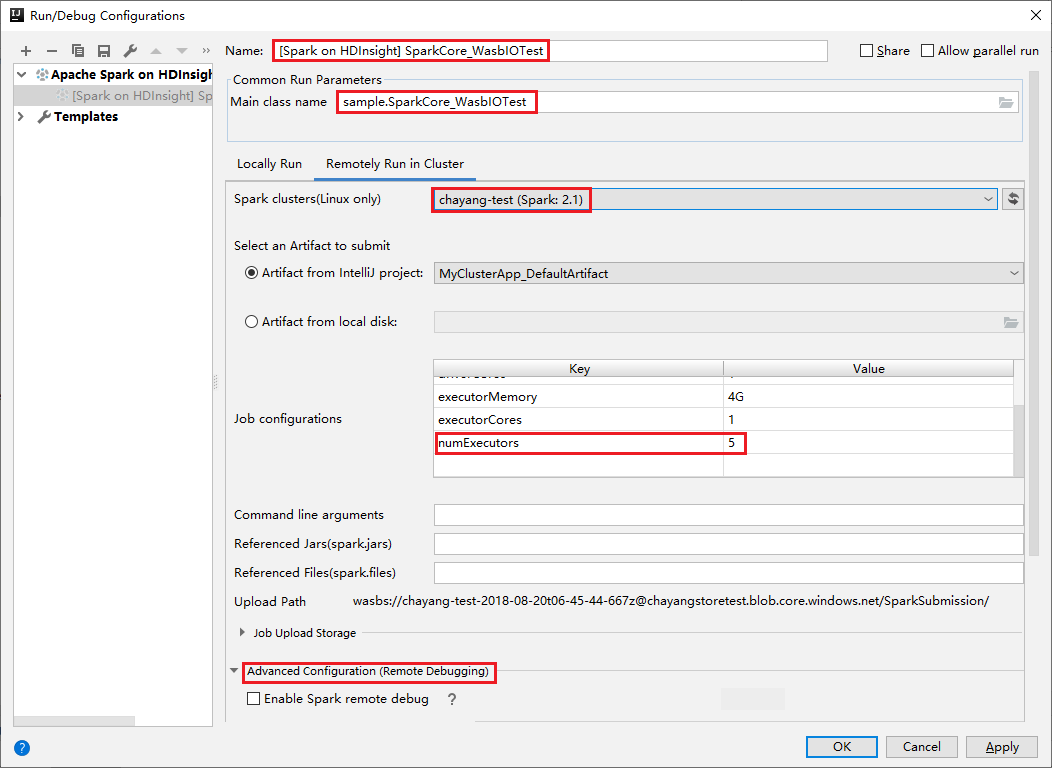 Run/Debug Configurations
Name: [Spark on HDInsight] SparkCore_WasbIOTest
Share
Allow parallel run
Apache Spark on HDInsigh
[Spark on HDInsight] Sp
Templates
Common Run Parameters
Main class name sample.SparkCore_WasbIOTest
Locally Run
Remotely Run in Cluster
Spark clusters(Linux only) chayang-test (Spark: 2.1)
Select an Artifact to submit
Artifact from IntelliJ project: MyClusterApp_DefaultArtifact
Artifact from local disk:
Key Value
executorMemory 4G
Job configurations
executorCores 1
numExecutors 5
Command line arguments
Referenced Jars(spark.jars)
Referenced Files(spark.files)
Upload Path wasbs://chayang-test-2018-08-20t06-45-44-667z@chayangstoretest.blob.core.windows.net/SparkSubmission/
Job Upload Storage
Advanced Configuration (Remote Debugging)
Enable Spark remote debug ?
?
OK
Cancel
Apply